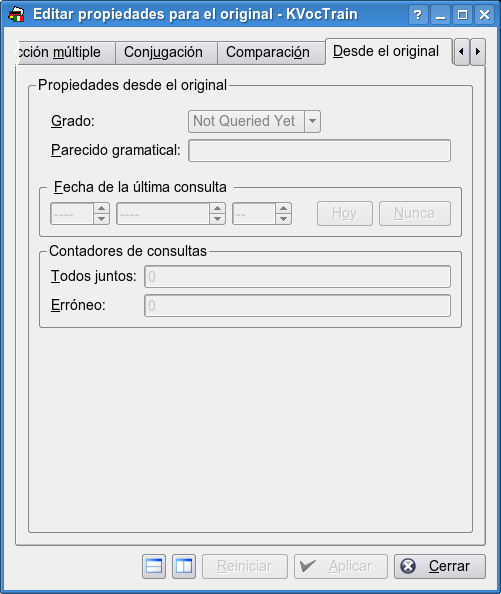 Editar propiedades para el original - KVocTrain
cción múltiple Conjugación Comparación Desde el original
Propiedades desde el original
Grado: Not Queried Yet
Parecido gramatical:
Fecha de la última consulta
---- ---- -- Hoy Nunca
Contadores de consultas
Todos juntos: 0
Erróneo: 0
Reiniciar Aplicar Cerrar